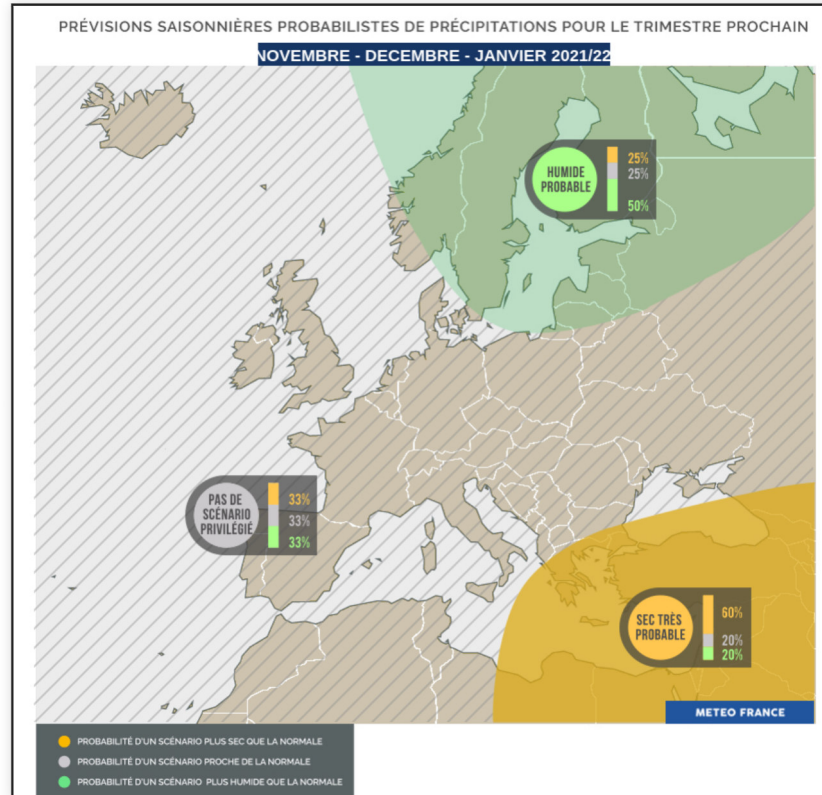 PRÉVISIONS SAISONNIÈRES PROBABILISTES DE PRÉCIPITATIONS POUR LE TRIMESTRE PROCHAIN
NOVEMBRE - DECEMBRE - JANVIER 2021/22
HUMIDE
PROBABLE
25%
25%
50%
PAS DE
SCÉNARIO
PRIVILÉGIÉ
33%
33%
33%
SEC TRÈS
PROBABLE
60%
20%
20%
METEO FRANCE
PROBABILITÉ D'UN SCÉNARIO PLUS SEC QUE LA NORMALE
PROBABILITÉ D'UN SCÉNARIO PROCHE DE LA NORMALE
PROBABILITÉ D'UN SCÉNARIO PLUS HUMIDE QUE LA NORMALE